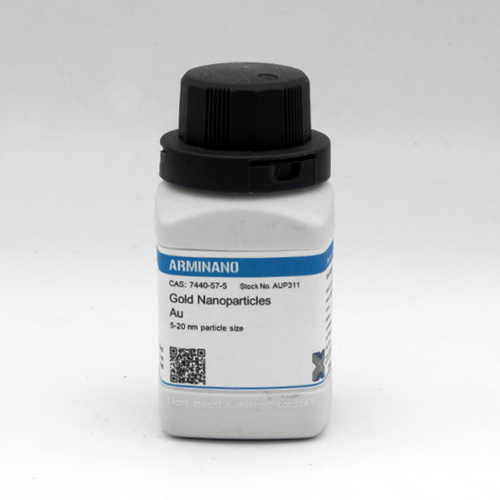 ARMINANO
CAS: 7440-57-5 Stock No. AUP311
Gold Nanoparticles
Au
5-20 nm particle size